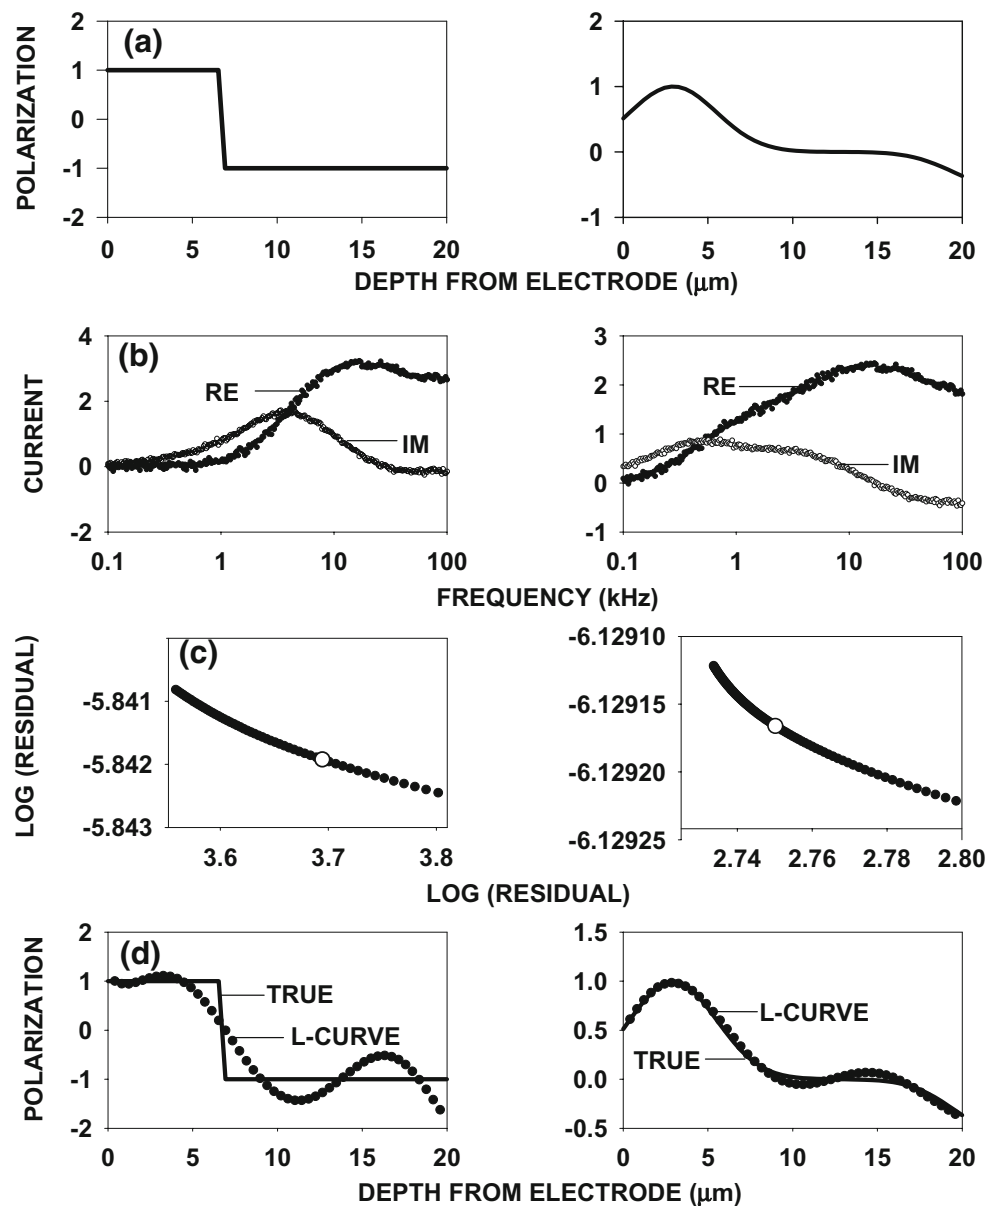 (a)
POLARIZATION
2
1
0
-1
-2
0 5 10 15 20
2
1
0
-1
0 5 10 15 20
DEPTH FROM ELECTRODE (μm)
(b)
CURRENT
4
2
0
-2
RE
IM
0.1 1 10 100
3
2
1
0
-1
RE
IM
0.1 1 10 100
FREQUENCY (kHz)
(c)
LOG (RESIDUAL)
-5.841
-5.842
-5.843
3.6 3.7 3.8
-6.12910
-6.12915
-6.12920
-6.12925
2.74 2.76 2.78 2.80
LOG (RESIDUAL)
(d)
POLARIZATION
2
1
0
-1
-2
TRUE
L-CURVE
0 5 10 15 20
1.5
1.0
0.5
0.0
-0.5
L-CURVE
TRUE
0 5 10 15 20
DEPTH FROM ELECTRODE (μm)